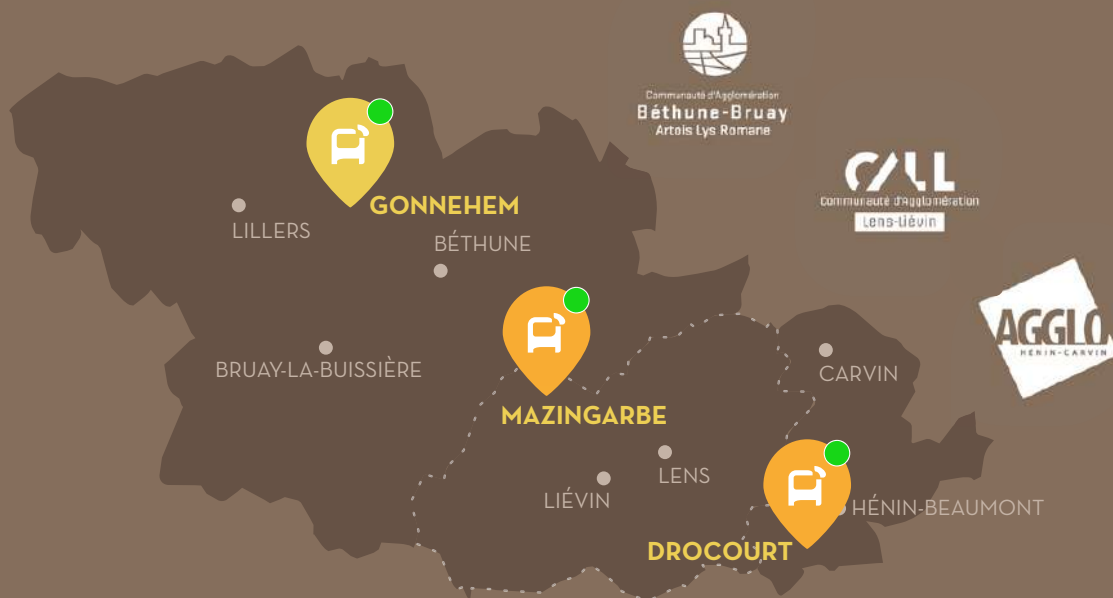 Communauté d'Agglomération
Béthune-Bruay
Artois Lys Romane
CALL
Communauté d'Agglomération
Lens-Liévin
GONNEHEM
LILLERS
BÉTHUNE
AGGLO
HÉNIN-CARVIN
BRUAY-LA-BUISSIÈRE
CARVIN
MAZINGARBE
LENS
LIÉVIN
HÉNIN-BEAUMONT
DROCOURT